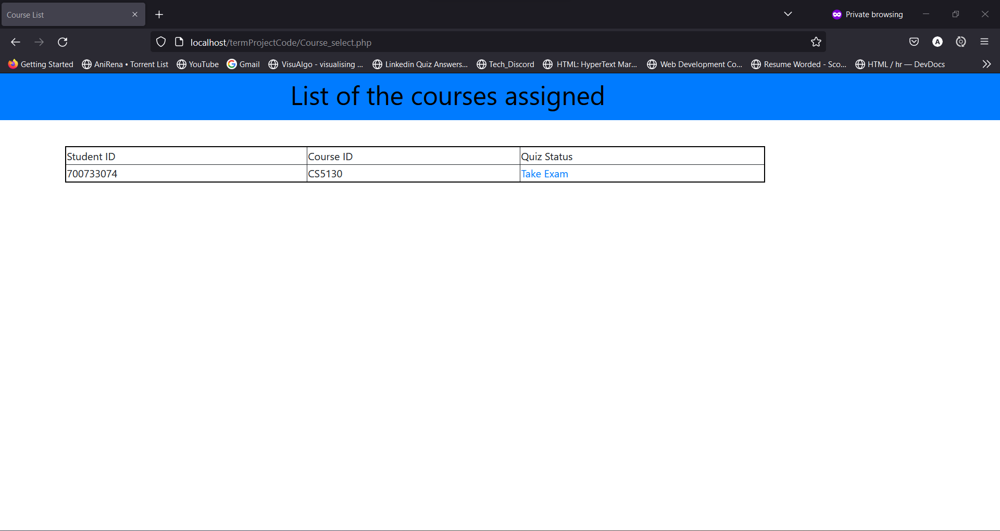 Course List
Private browsing
localhost/termProjectCode/Course_select.php
Getting Started AniRena • Torrent List YouTube Gmail VisuAlgo - visualising ... Linkedin Quiz Answers... Tech_Discord HTML: HyperText Mar... Web Development Co... Resume Worded - Sco... HTML / hr — DevDocs
List of the courses assigned
Student ID Course ID Quiz Status
700733074 CS5130 Take Exam